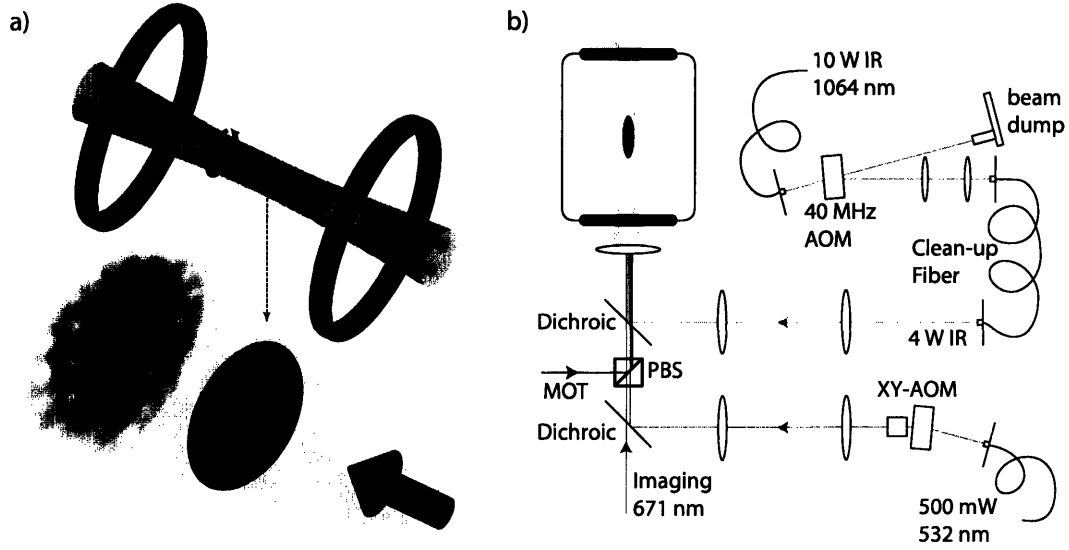 a)
b)
10 W IR
1064 nm
beam
dump
40 MHz
AOM
Clean-up
Fiber
Dichroic
4 W IR
PBS
MOT
XY-AOM
Dichroic
Imaging
671 nm
500 mW
532 nm